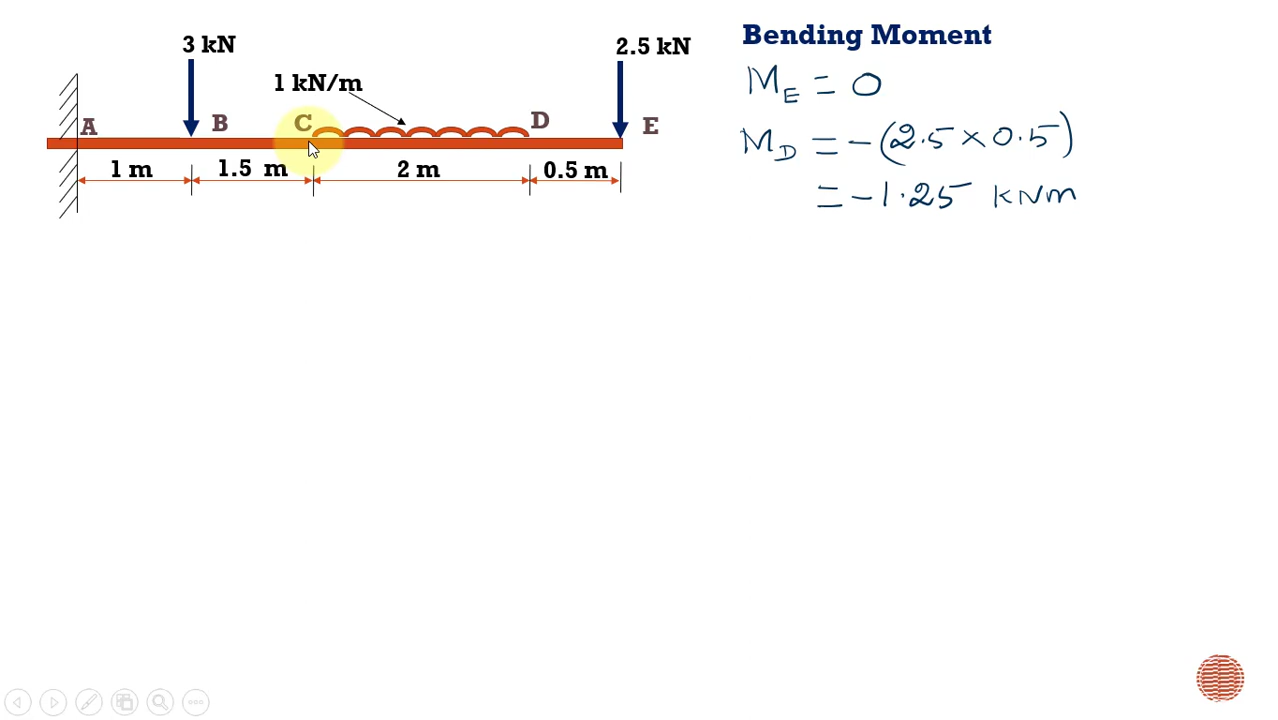 3 kN
2.5 kN
1 kN/m
A
B
C
D
E
1 m
1.5 m
2 m
0.5 m
Bending Moment
M_E = 0
M_D = -(2.5 × 0.5)
= -1.25 kNm